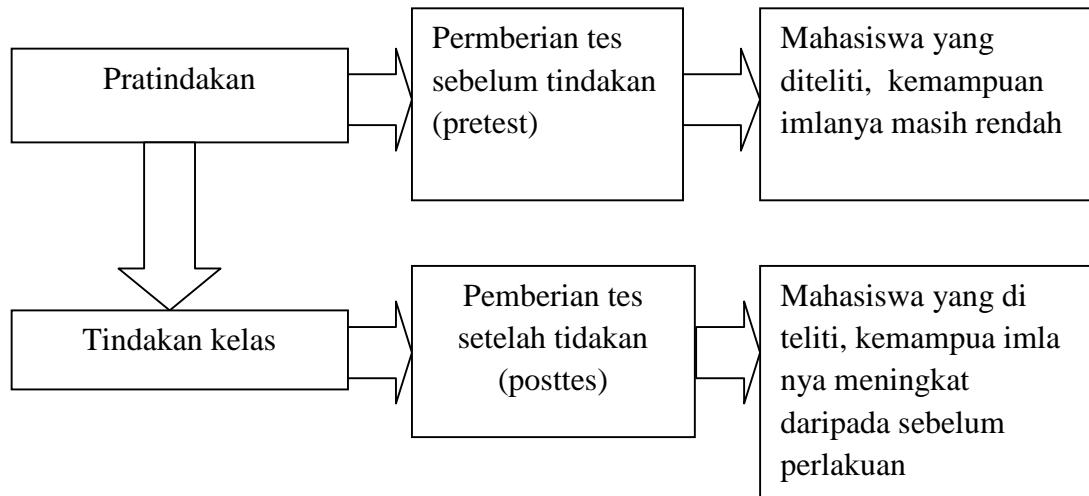 Pratindakan
Permberian tes
sebelum tindakan
(pretest)
Mahasiswa yang
diteliti, kemampuan
imlanya masih rendah
Tindakan kelas
Pemberian tes
setelah tidakan
(posttes)
Mahasiswa yang di
teliti, kemampua imla
nya meningkat
daripada sebelum
perlakuan